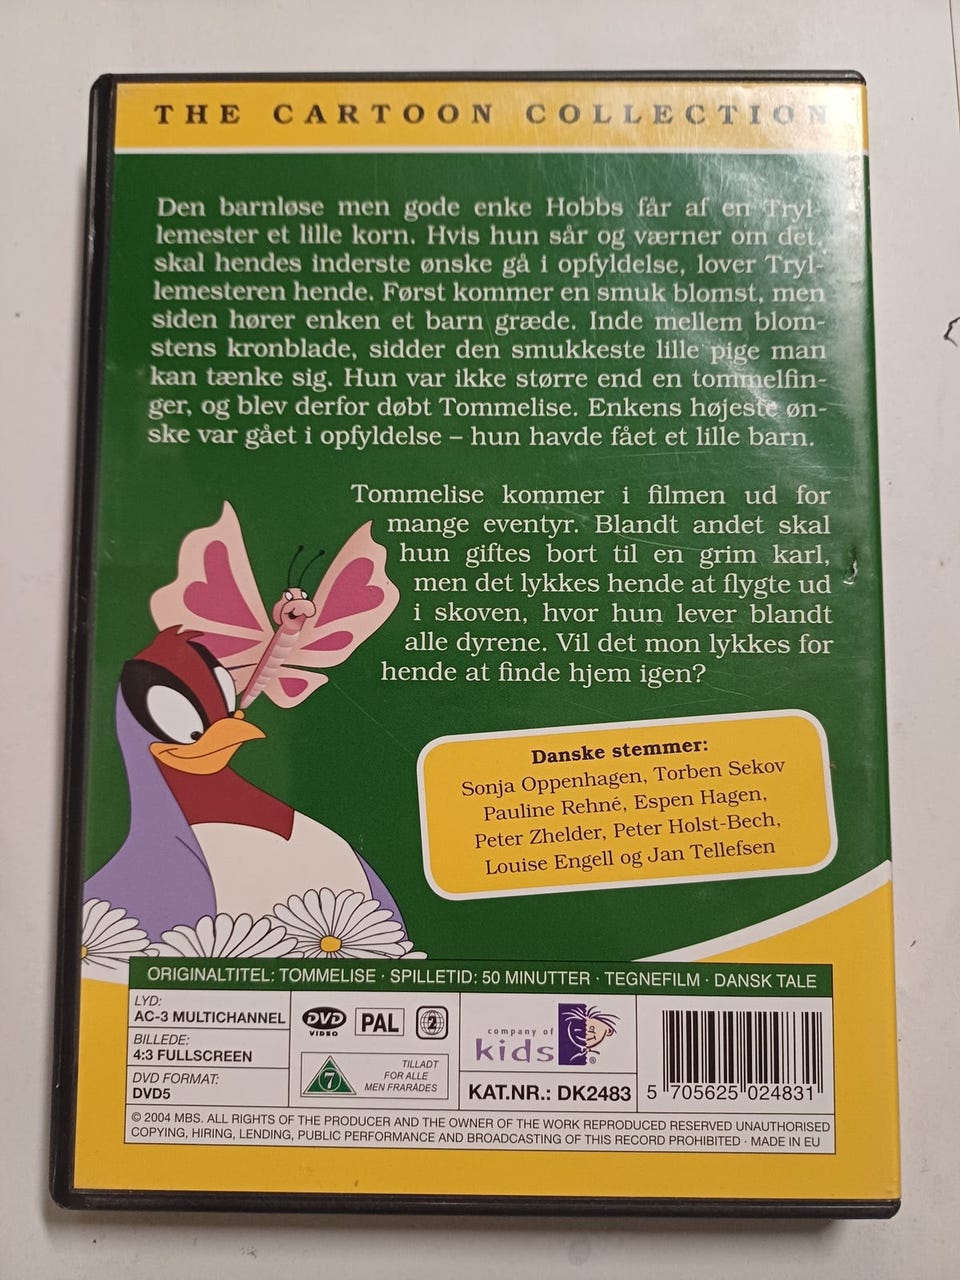 THE CARTOON COLLECTION
Den barnløse men gode enke Hobbs får af en Tryl-
lemester et lille korn. Hvis hun sår og værner om det,
skal hendes inderste ønske gå i opfyldelse, lover Tryl-
lemesteren hende. Først kommer en smuk blomst, men
siden hører enken et barn græde. Inde mellem blom-
stens kronblade, sidder den smukkeste lille pige man
kan tænke sig. Hun var ikke større end en tommelfin-
ger, og blev derfor døbt Tommelise. Enkens højeste øn-
ske var gået i opfyldelse – hun havde fået et lille barn.
Tommelise kommer i filmen ud for
mange eventyr. Blandt andet skal
hun giftes bort til en grim karl,
men det lykkes hende at flygte ud
i skoven, hvor hun lever blandt
alle dyrene. Vil det mon lykkes for
hende at finde hjem igen?
Danske stemmer:
Sonja Oppenhagen, Torben Sekov
Pauline Rehné, Espen Hagen,
Peter Zhelder, Peter Holst-Bech,
Louise Engell og Jan Tellefsen
ORIGINALTITEL: TOMMELISE · SPILLETID: 50 MINUTTER · TEGNEFILM · DANSK TALE
LYD:
AC-3 MULTICHANNEL
BILLEDE:
4:3 FULLSCREEN
DVD FORMAT:
DVD5
DVD
VIDEO
PAL
2
7
TILLADT
FOR ALLE
MEN FRARÅDES
company of
kids
®
KAT.NR.: DK2483
5 705625 024831
© 2004 MBS. ALL RIGHTS OF THE PRODUCER AND THE OWNER OF THE WORK REPRODUCED RESERVED UNAUTHORISED
COPYING, HIRING, LENDING, PUBLIC PERFORMANCE AND BROADCASTING OF THIS RECORD PROHIBITED · MADE IN EU